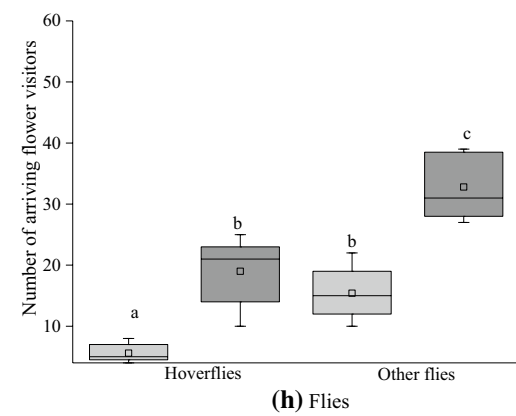 Number of arriving flower visitors
60
50
40
30
20
10
a
b
b
c
Hoverflies Other flies
(h) Flies